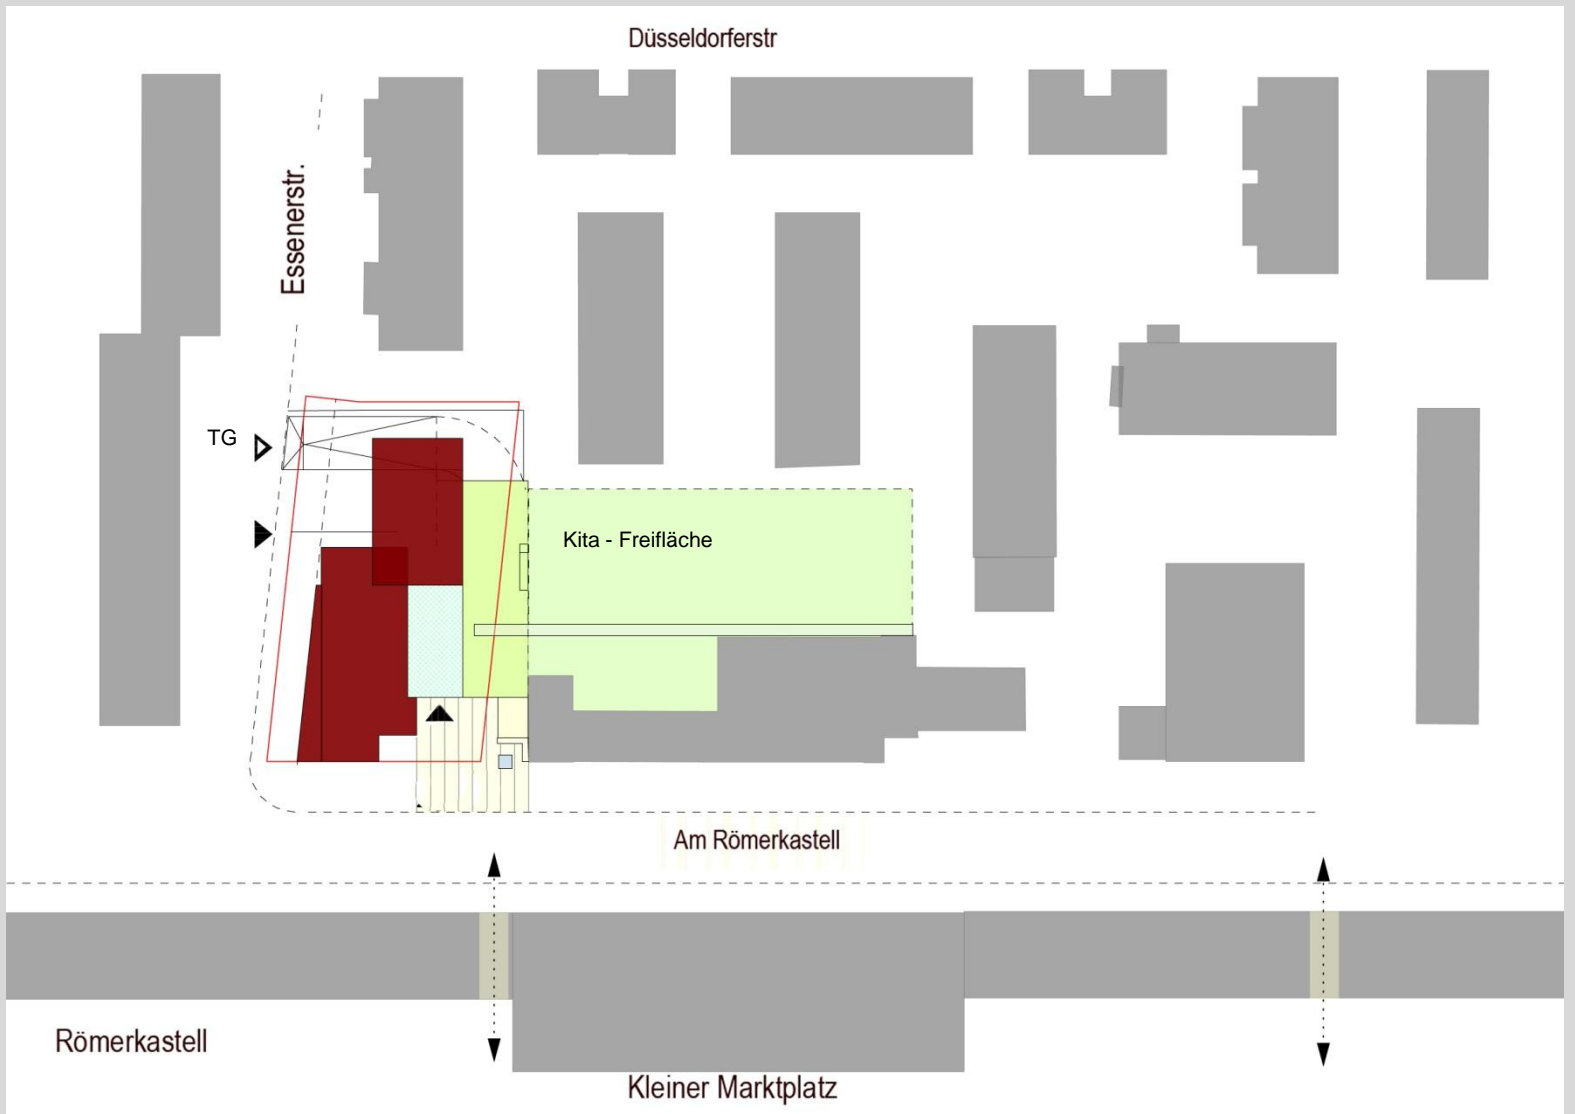 Düsseldorferstr
Essenerstr.
TG
Kita - Freifläche
Am Römerkastell
Römerkastell
Kleiner Marktplatz